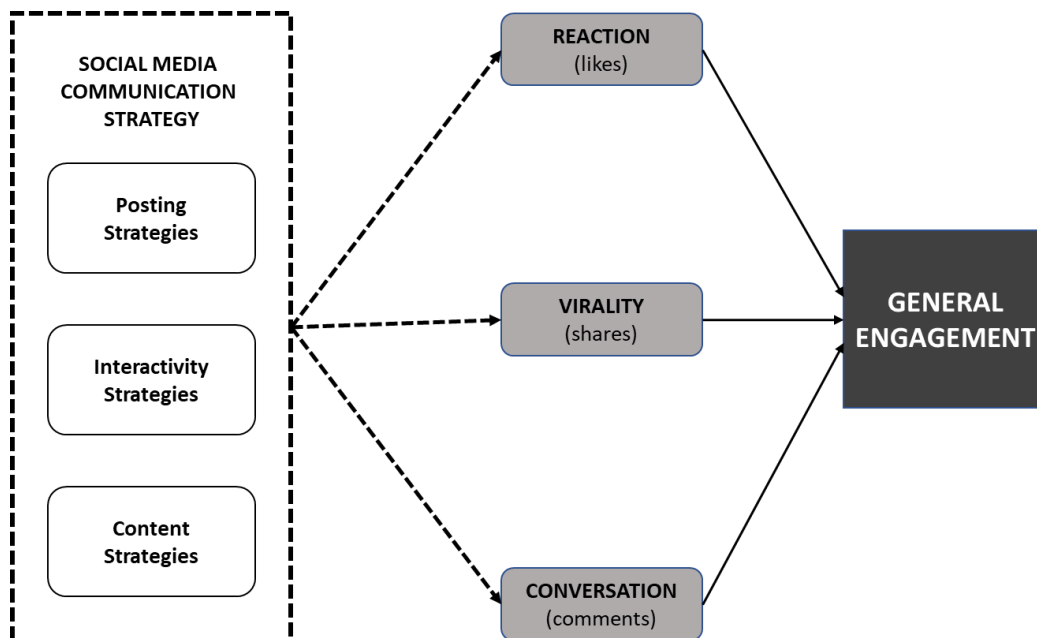 SOCIAL MEDIA
COMMUNICATION
STRATEGY
Posting
Strategies
Interactivity
Strategies
Content
Strategies
REACTION
(likes)
VIRALITY
(shares)
CONVERSATION
(comments)
GENERAL
ENGAGEMENT